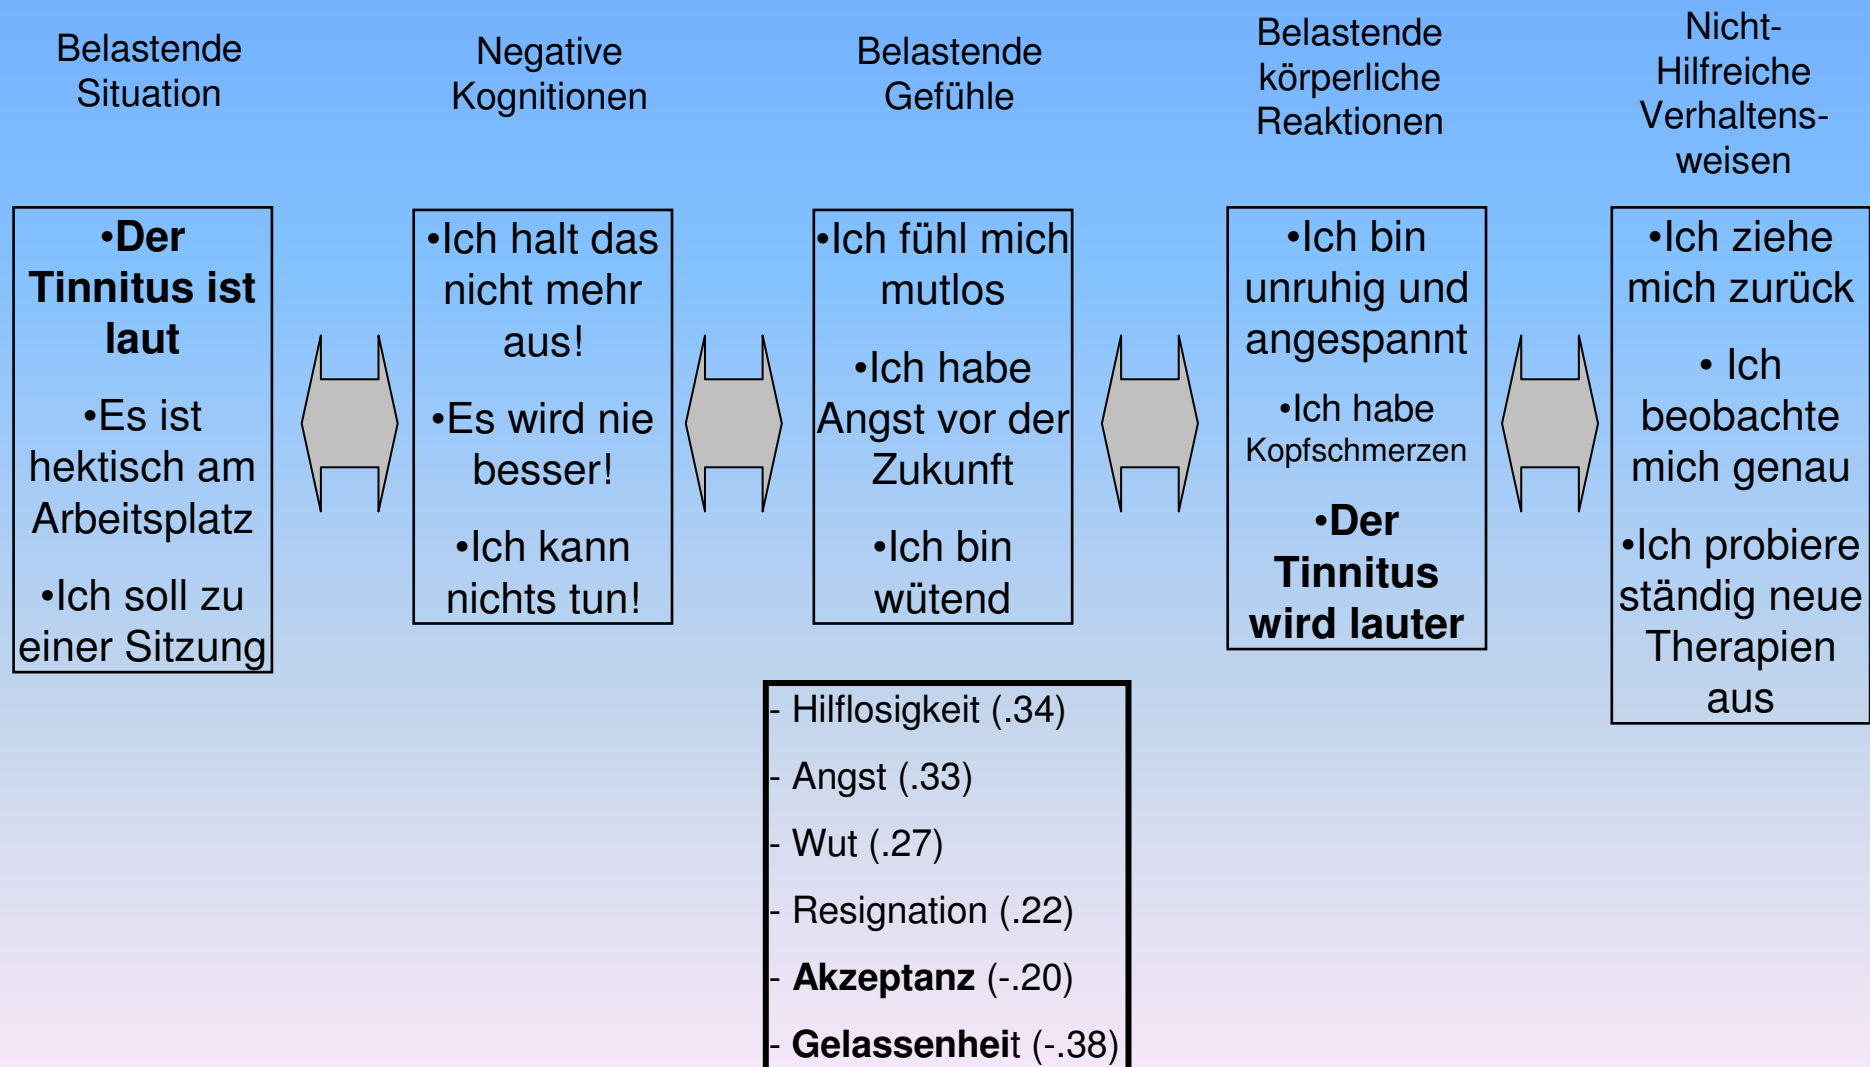 Belastende
Situation
Negative
Kognitionen
Belastende
Gefühle
Belastende
körperliche
Reaktionen
Nicht-
Hilfreiche
Verhaltens-
weisen
•Der
Tinnitus ist
laut
•Es ist
hektisch am
Arbeitsplatz
•Ich soll zu
einer Sitzung
•Ich halt das
nicht mehr
aus!
•Es wird nie
besser!
•Ich kann
nichts tun!
•Ich fühl mich
mutlos
•Ich habe
Angst vor der
Zukunft
•Ich bin
wütend
•Ich bin
unruhig und
angespannt
•Ich habe
Kopfschmerzen
•Der
Tinnitus
wird lauter
•Ich ziehe
mich zurück
• Ich
beobachte
mich genau
•Ich probiere
ständig neue
Therapien
aus
- Hilflosigkeit (.34)
- Angst (.33)
- Wut (.27)
- Resignation (.22)
- Akzeptanz (-.20)
- Gelassenheit (-.38)